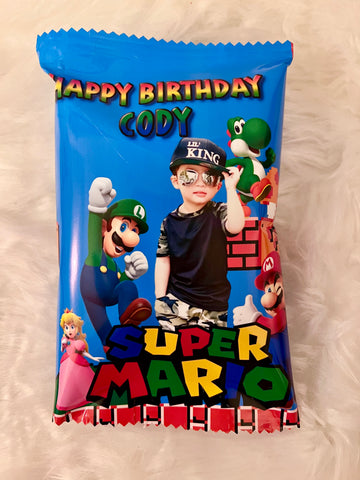 HAPPY BIRTHDAY
CODY
LIL'
KING
L
M
SUPER
MARIO